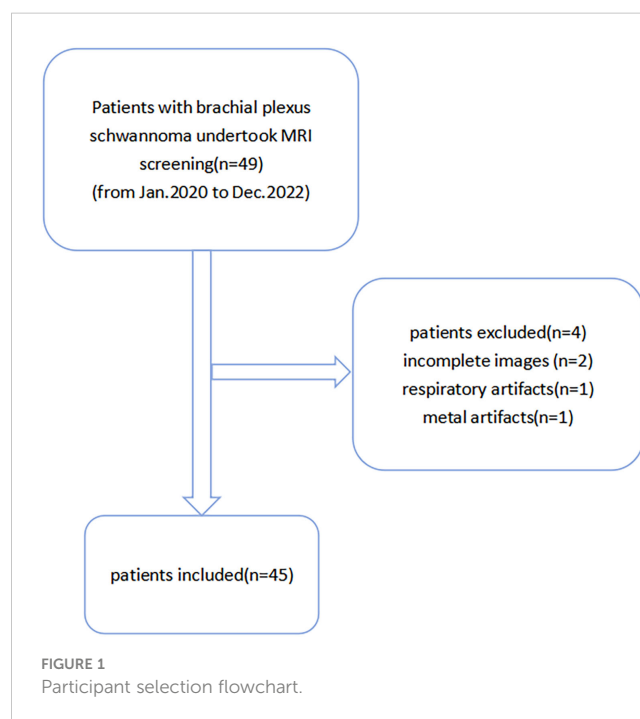 Patients with brachial plexus
schwannoma undertook MRI
screening(n=49)
(from Jan.2020 to Dec.2022)
patients excluded(n=4)
incomplete images (n=2)
respiratory artifacts(n=1)
metal artifacts(n=1)
patients included(n=45)
FIGURE 1
Participant selection flowchart.